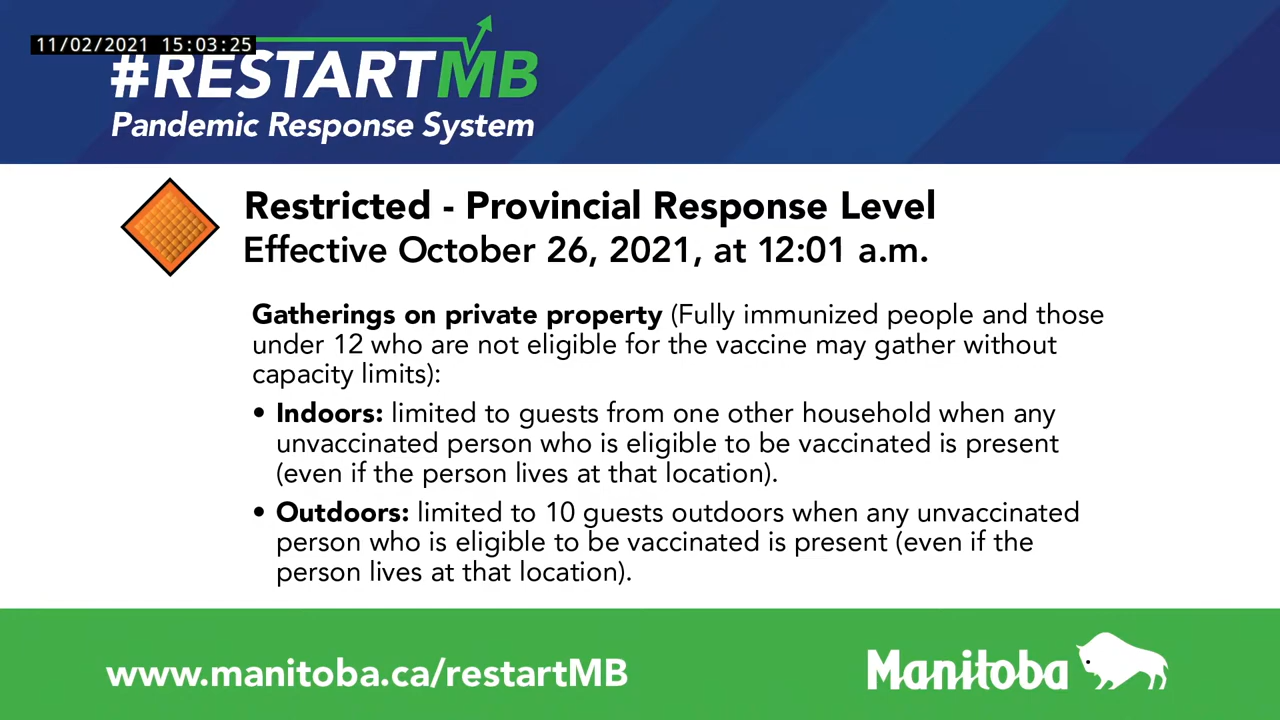 11/02/2021 15:03:25
#RESTARTMB
Pandemic Response System
Restricted - Provincial Response Level
Effective October 26, 2021, at 12:01 a.m.
Gatherings on private property (Fully immunized people and those
under 12 who are not eligible for the vaccine may gather without
capacity limits):
• Indoors: limited to guests from one other household when any
unvaccinated person who is eligible to be vaccinated is present
(even if the person lives at that location).
• Outdoors: limited to 10 guests outdoors when any unvaccinated
person who is eligible to be vaccinated is present (even if the
person lives at that location).
www.manitoba.ca/restartMB
Manitoba